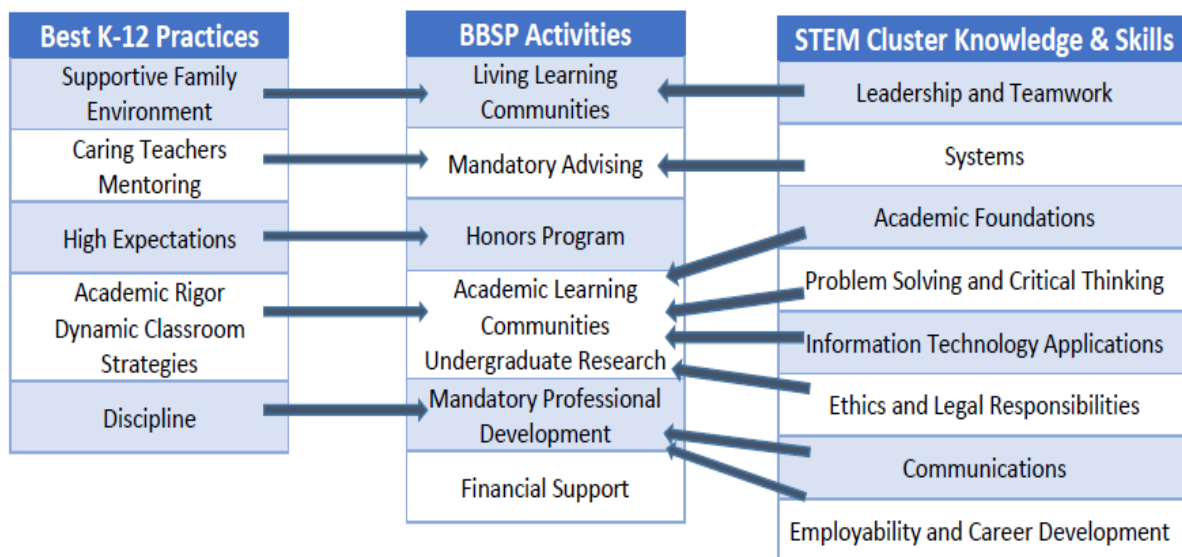 Best K-12 Practices
Supportive Family
Environment
Caring Teachers
Mentoring
High Expectations
Academic Rigor
Dynamic Classroom
Strategies
Discipline
BBSP Activities
Living Learning
Communities
Mandatory Advising
Honors Program
Academic Learning
Communities
Undergraduate Research
Mandatory Professional
Development
Financial Support
STEM Cluster Knowledge & Skills
Leadership and Teamwork
Systems
Academic Foundations
Problem Solving and Critical Thinking
Information Technology Applications
Ethics and Legal Responsibilities
Communications
Employability and Career Development